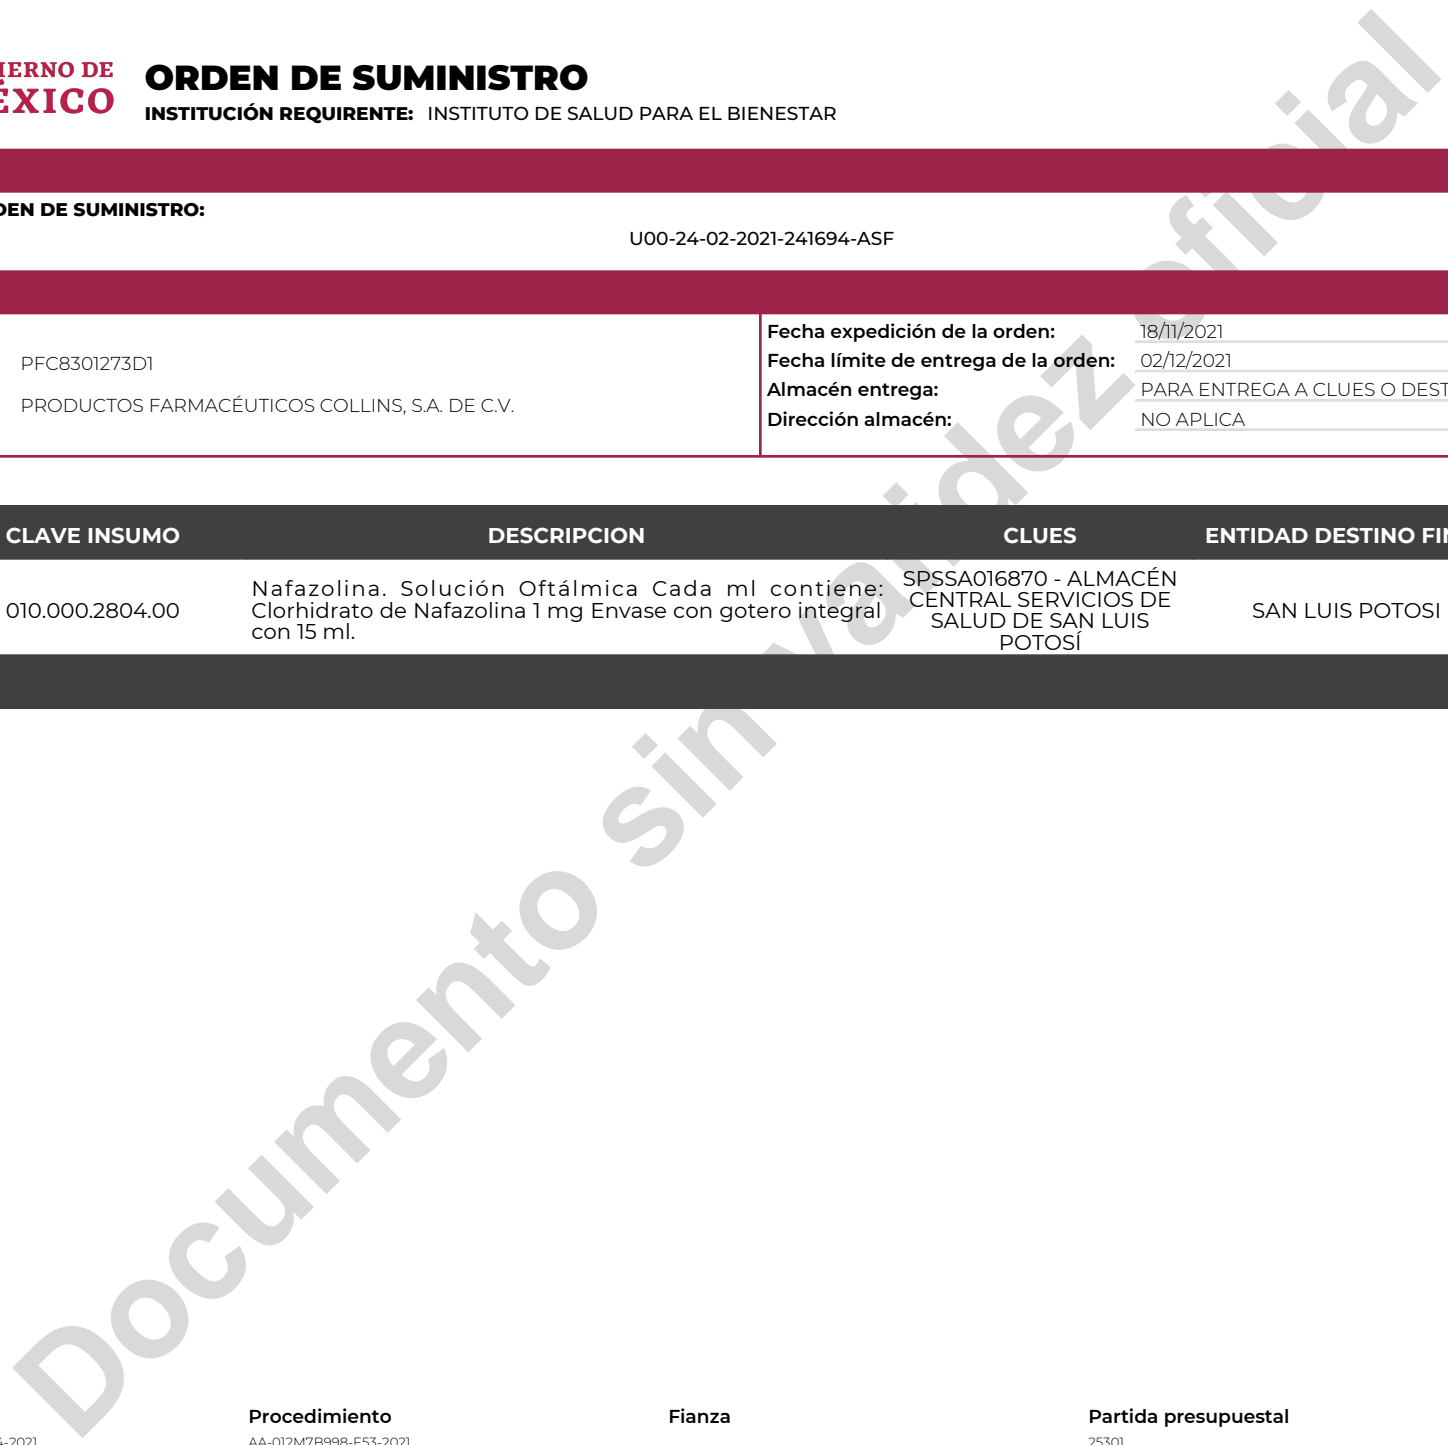 IERNO DE
ÉXICO
ORDEN DE SUMINISTRO
INSTITUCIÓN REQUIRENTE: INSTITUTO DE SALUD PARA EL BIENESTAR
DEN DE SUMINISTRO:
U00-24-02-2021-241694-ASF
PFC8301273D1
PRODUCTOS FARMACÉUTICOS COLLINS, S.A. DE C.V.
Fecha expedición de la orden: 18/11/2021
Fecha límite de entrega de la orden: 02/12/2021
Almacén entrega: PARA ENTREGA A CLUES O DEST
Dirección almacén: NO APLICA
CLAVE INSUMO DESCRIPCION CLUES ENTIDAD DESTINO FIN
010.000.2804.00
Nafazolina. Solución Oftálmica Cada ml contiene:
Clorhidrato de Nafazolina 1 mg Envase con gotero integral
con 15 ml.
SPSSA016870 - ALMACÉN
CENTRAL SERVICIOS DE
SALUD DE SAN LUIS
POTOSÍ
SAN LUIS POTOSI
Documento sin validez oficial
Procedimiento Fianza Partida presupuestal
-2021 AA-012M7B998-E53-2021 25301